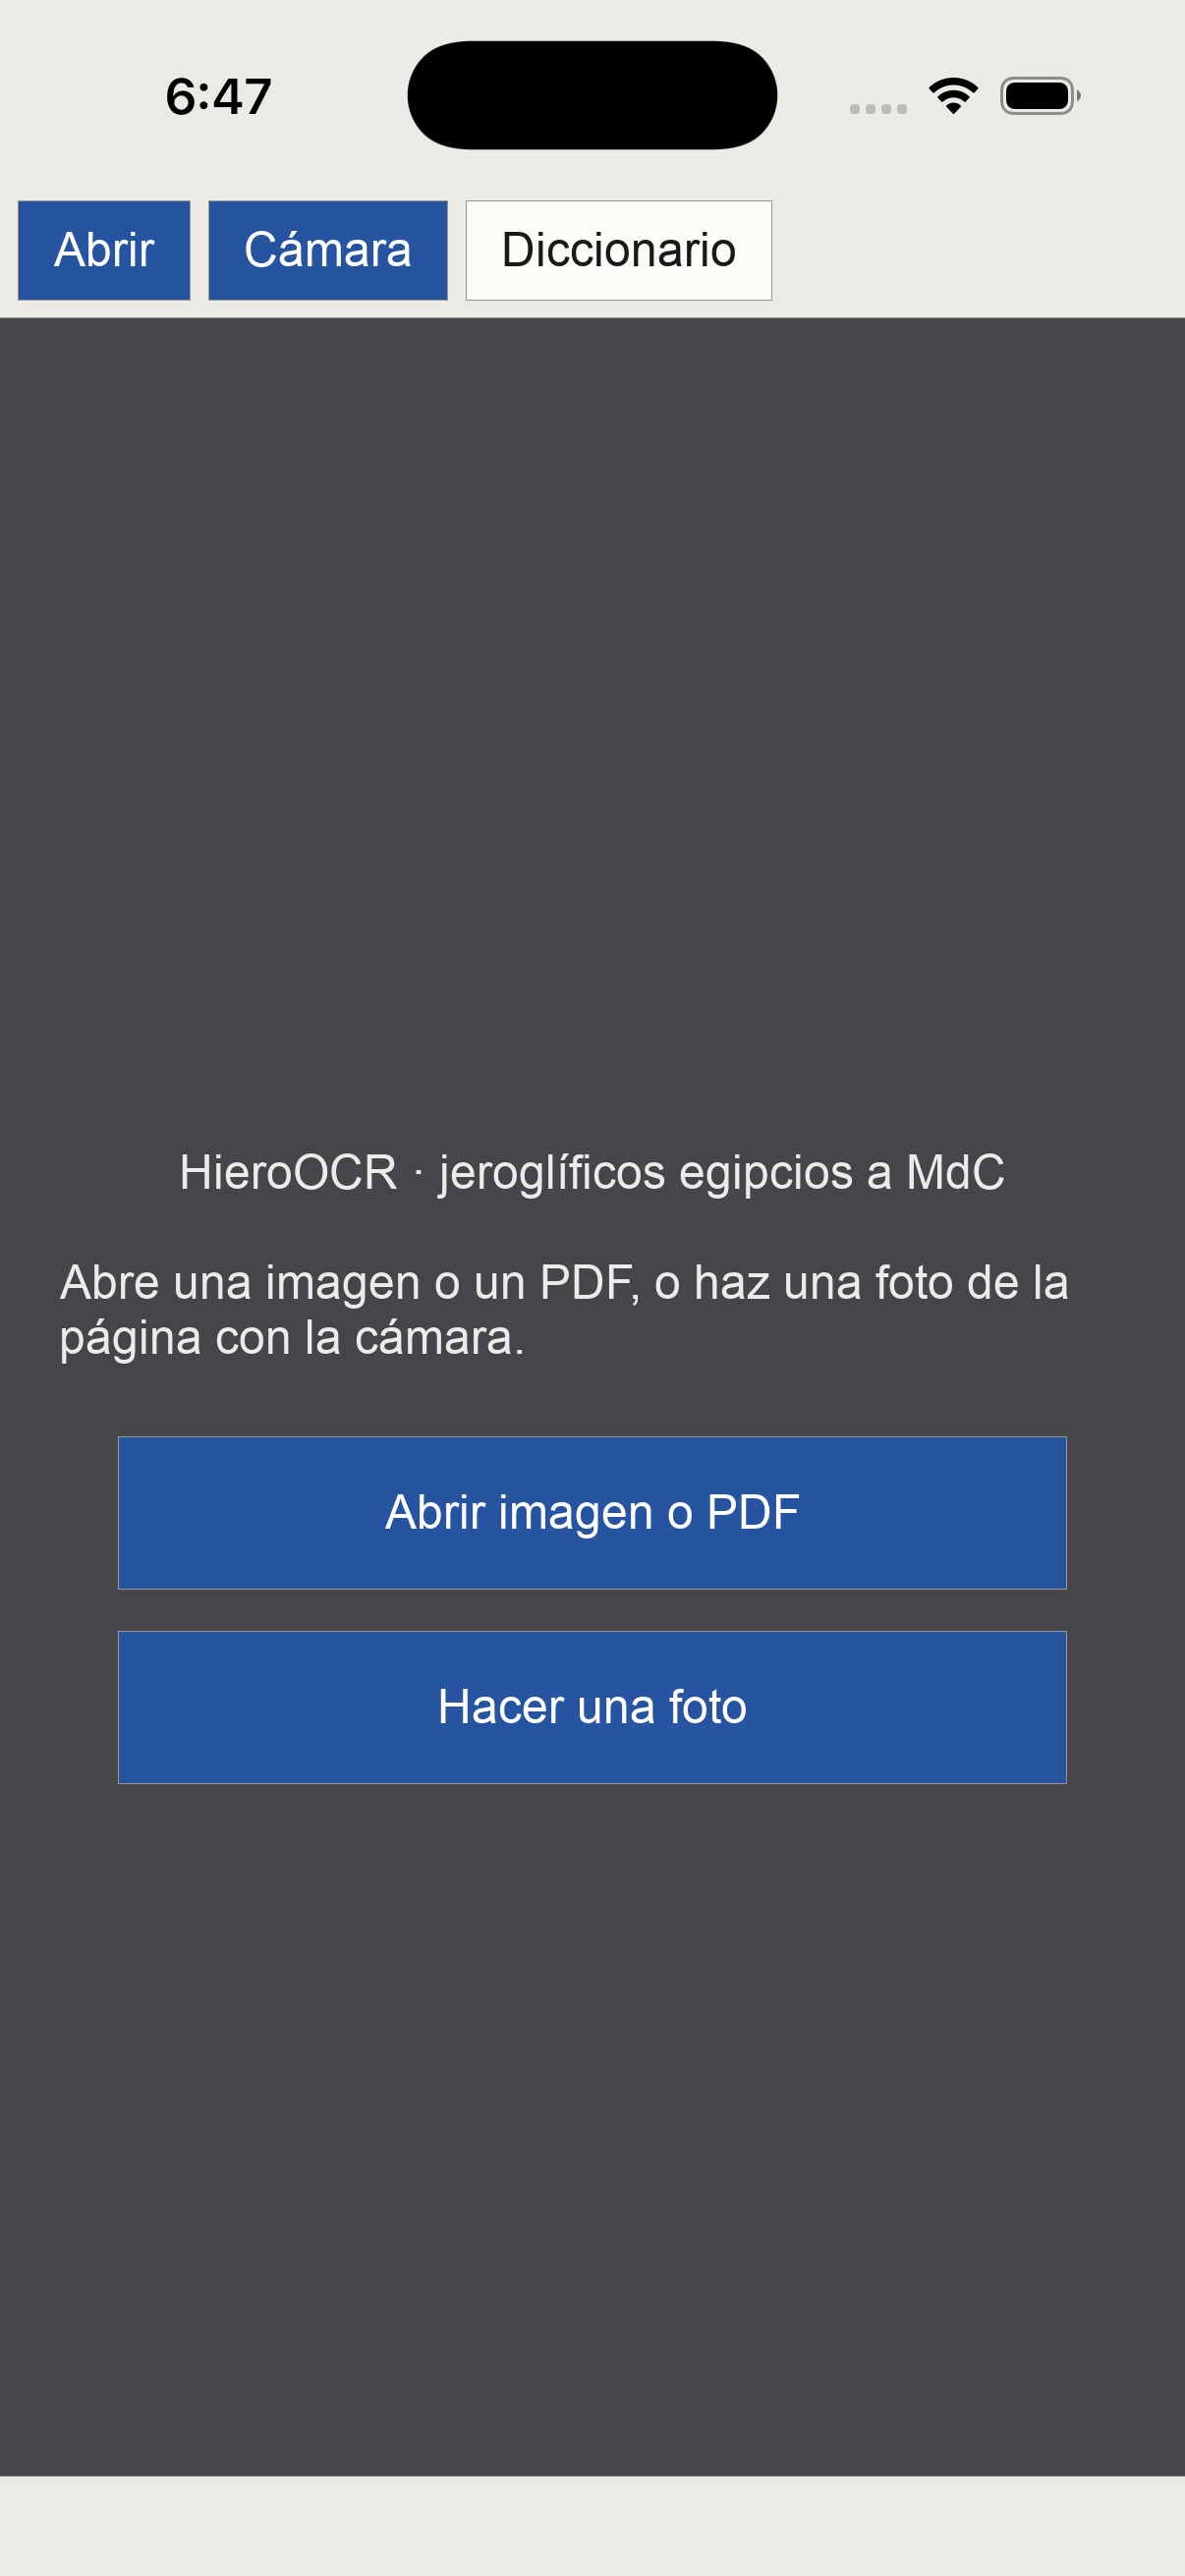 6:47
Abrir Cámara Diccionario
HieroOCR · jeroglíficos egipcios a MdC
Abre una imagen o un PDF, o haz una foto de la
página con la cámara.
Abrir imagen o PDF
Hacer una foto